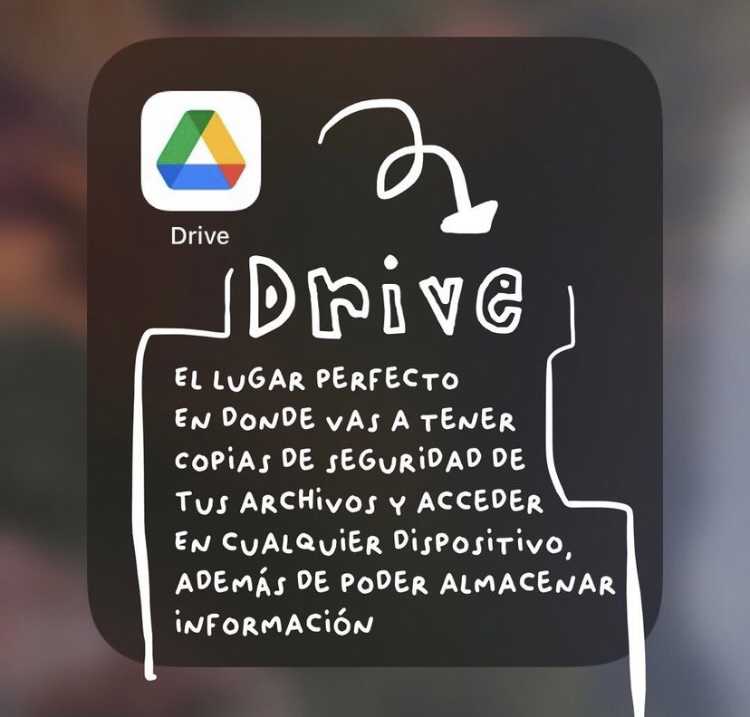 Drive
Drive
EL LUGAR PERFECTO
EN DONDE VAS A TENER
COPIAS DE SEGURIDAD DE
TUS ARCHIVOS Y ACCEDER
EN CUALQUIER DISPOSITIVO,
ADEMÁS DE PODER ALMACENAR
INFORMACIÓN